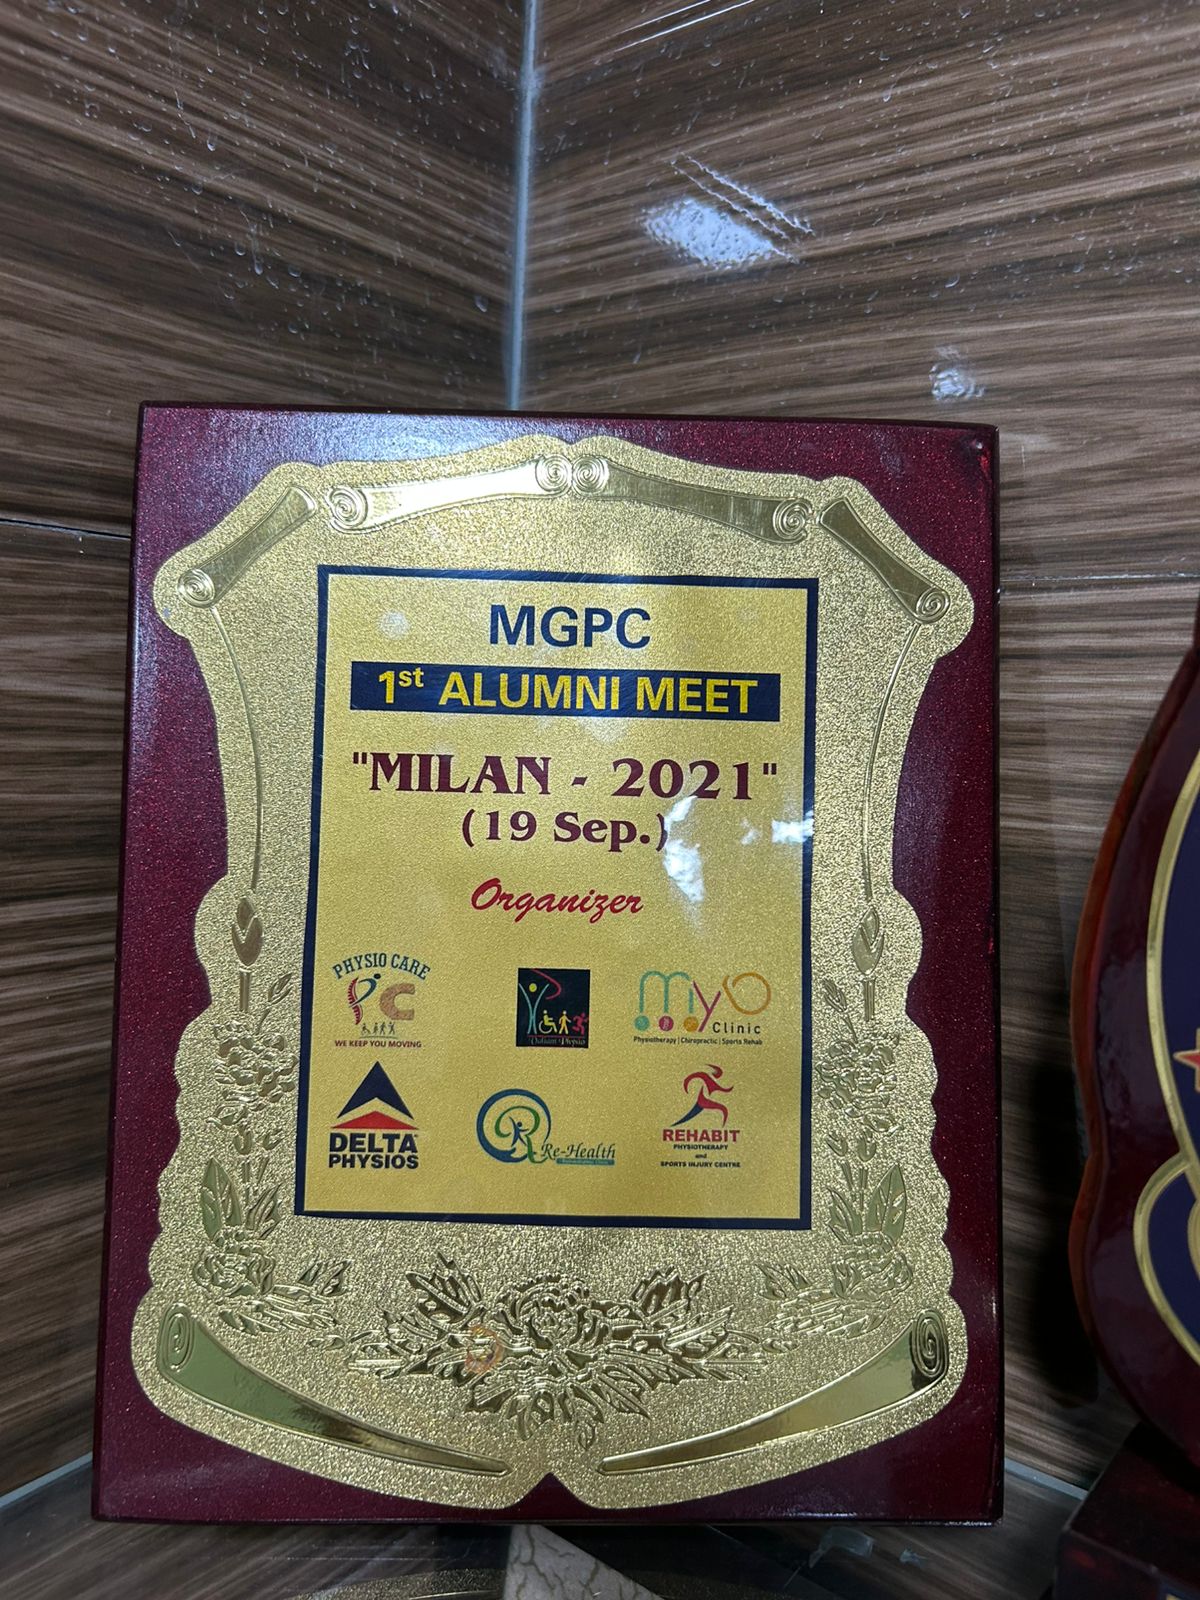 MGPC
1st ALUMNI MEET
"MILAN - 2021"
(19 Sep.)
Organizer
PHYSIO CARE
PC
WE KEEP YOU MOVING
Physio
Myo
Clinic
Physiotherapy | Chiropractic | Sports Rehab
DELTA
PHYSIOS
Re-Health
REHABIT
PHYSIOTHERAPY
and
SPORTS INJURY CENTRE